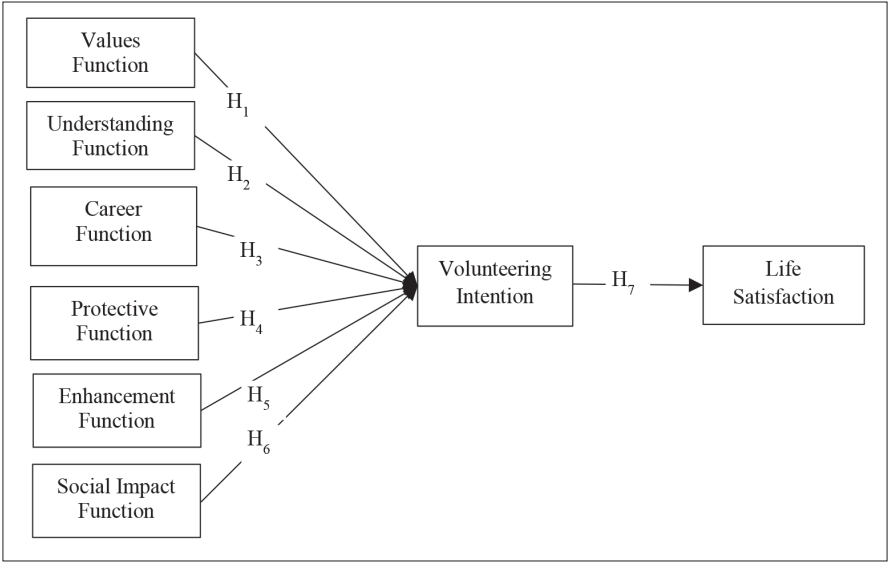 Values
Function
H1
Understanding
Function
H2
Career
Function
H3
Protective
Function
H4
Enhancement
Function
H5
Social Impact
Function
H6
Volunteering
Intention
H7
Life
Satisfaction